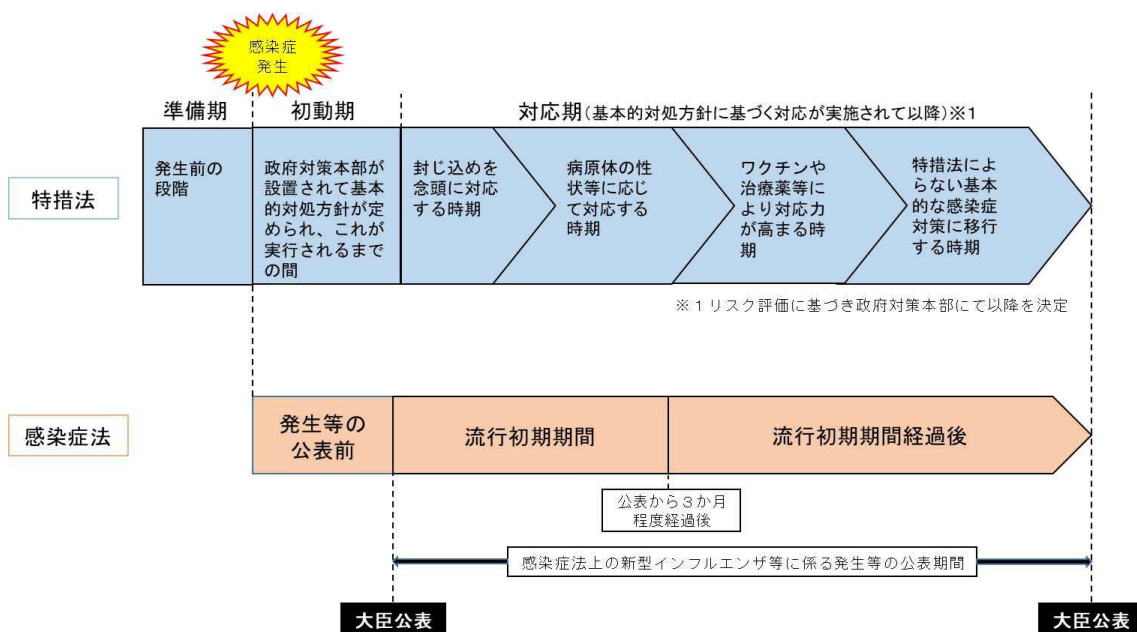 感染症
発生
準備期
初動期
対応期(基本的対処方針に基づく対応が実施されて以降)※1
特措法
発生前の
段階
政府対策本部が
設置されて基本
的対処方針が定
められ、これが
実行されるまで
の間
封じ込めを
念頭に対応
する時期
病原体の性
状等に応じ
て対応する
時期
ワクチンや
治療薬等に
より対応力
が高まる時
期
特措法によ
らない基本
的な感染症
対策に移行
する時期
※1リスク評価に基づき政府対策本部にて以降を決定
感染症法
発生等の
公表前
流行初期期間
流行初期期間経過後
公表から3か月
程度経過後
感染症法上の新型インフルエンザ等に係る発生等の公表期間
大臣公表
大臣公表